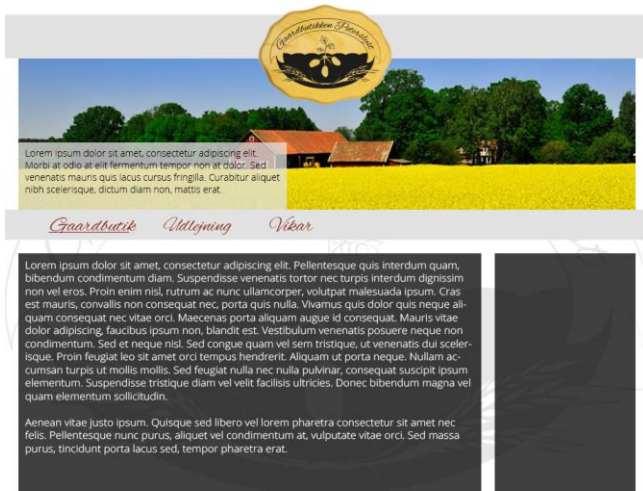 Gaardbutikken Petersholt
Lorem ipsum dolor sit amet, consectetur adipiscing elit.
Morbi at odio at elit fermentum tempor non at dolor. Sed
venenatis mauris quis lacus cursus fringilla. Curabitur aliquet
nibh scelerisque, dictum diam non, mattis erat.
Gaardbutik Udlejning Vikar
Lorem ipsum dolor sit amet, consectetur adipiscing elit. Pellentesque quis interdum quam,
bibendum condimentum diam. Suspendisse venenatis tortor nec turpis interdum dignissim
non vel eros. Proin enim nisl, rutrum ac nunc ullamcorper, volutpat malesuada ipsum. Cras
est mauris, convallis non consequat nec, porta quis nulla. Vivamus quis dolor quis neque ali-
quam consequat nec vitae orci. Maecenas porta aliquam augue id consequat. Mauris vitae
dolor adipiscing, faucibus ipsum non, blandit est. Vestibulum venenatis posuere neque non
condimentum. Sed et neque nisl. Sed congue quam vel sem tristique, ut venenatis dui sceler-
isque. Proin feugiat leo sit amet orci tempus hendrerit. Aliquam ut porta neque. Nullam ac-
cumsan turpis ut mollis mollis. Sed feugiat nulla nec nulla pulvinar, consequat suscipit ipsum
elementum. Suspendisse tristique diam vel velit facilisis ultricies. Donec bibendum magna vel
quam elementum sollicitudin.
Aenean vitae justo ipsum. Quisque sed libero vel lorem pharetra consectetur sit amet nec
felis. Pellentesque nunc purus, aliquet vel condimentum at, vulputate vitae orci. Sed massa
purus, tincidunt porta lacus sed, tempor pharetra erat.